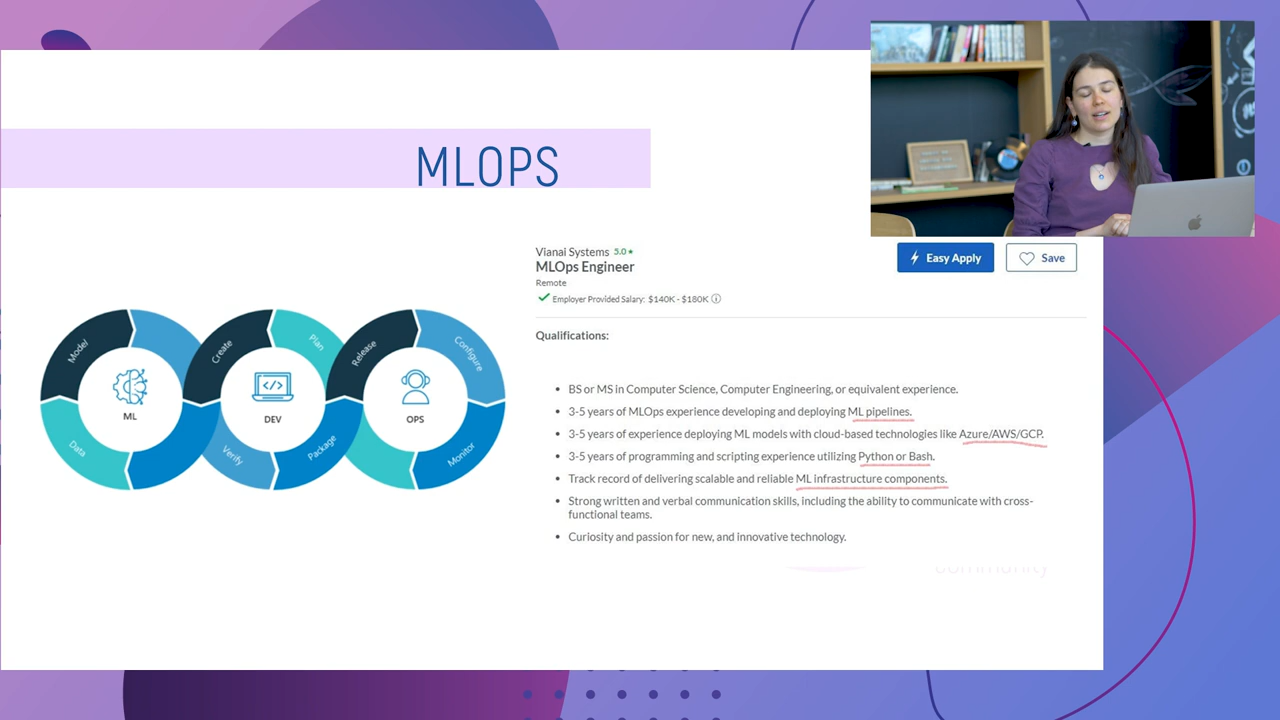 MLOPS
Vianai Systems 5.0★
MLOps Engineer
Remote
Employer Provided Salary: $140K - $180K
Easy Apply
Save
Qualifications:
• BS or MS in Computer Science, Computer Engineering, or equivalent experience.
• 3-5 years of MLOps experience developing and deploying ML pipelines.
• 3-5 years of experience deploying ML models with cloud-based technologies like Azure/AWS/GCP.
• 3-5 years of programming and scripting experience utilizing Python or Bash.
• Track record of delivering scalable and reliable ML infrastructure components.
• Strong written and verbal communication skills, including the ability to communicate with cross-
functional teams.
• Curiosity and passion for new, and innovative technology.
community
Model
Data
ML
Create
Plan
Verify
Package
DEV
Release
Configure
Monitor
OPS